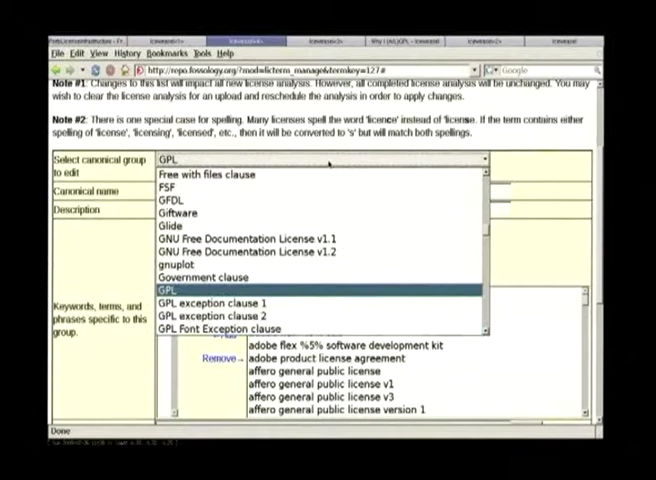 File Edit View History Bookmarks Tools Help
http://repo.fossology.org/?mod=licterm_manage&termkey=127#
Google
Note #1: Changes to this list will impact all new license analysis. However, all completed license analysis will be unchanged. You may
wish to clear the license analysis for an upload and reschedule the analysis in order to apply changes.
Note #2: There is one special case for spelling. Many licenses spell the word 'licence' instead of 'license. If the term contains either
spelling of 'license', 'licensing', 'licensed', etc., then it will be converted to 's' but will match both spellings.
Select canonical group
to edit
GPL
Canonical name
Description
Free with files clause
FSF
GFDL
Giftware
Glide
GNU Free Documentation License v1.1
GNU Free Documentation License v1.2
gnuplot
Government clause
GPL
GPL exception clause 1
GPL exception clause 2
GPL Font Exception clause
Keywords, terms, and
phrases specific to this
group.
Remove→
adobe flex %5% software development kit
adobe product license agreement
affero general public license
affero general public license v1
affero general public license v3
affero general public license version 1
Done